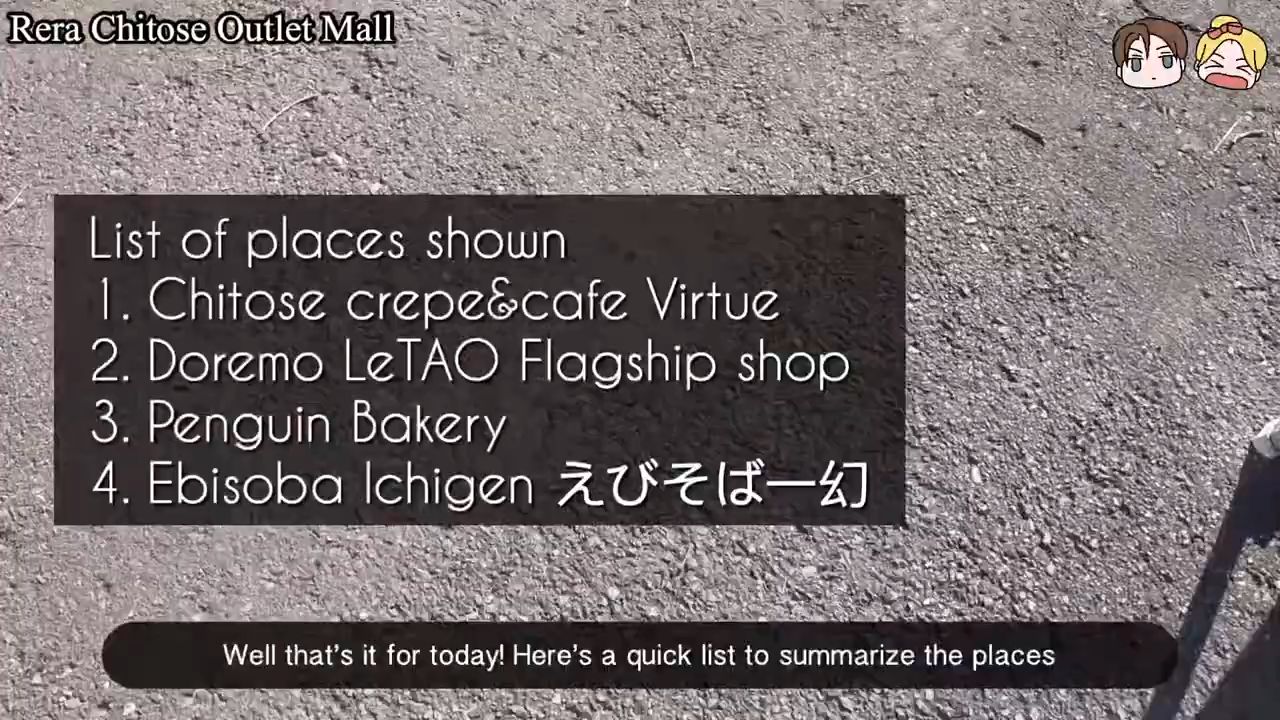 Rera Chitose Outlet Mall
List of places shown
1. Chitose crepe&cafe Virtue
2. Doremo LeTAO Flagship shop
3. Penguin Bakery
4. Ebisoba Ichigen えびそば一幻
Well that's it for today! Here's a quick list to summarize the places